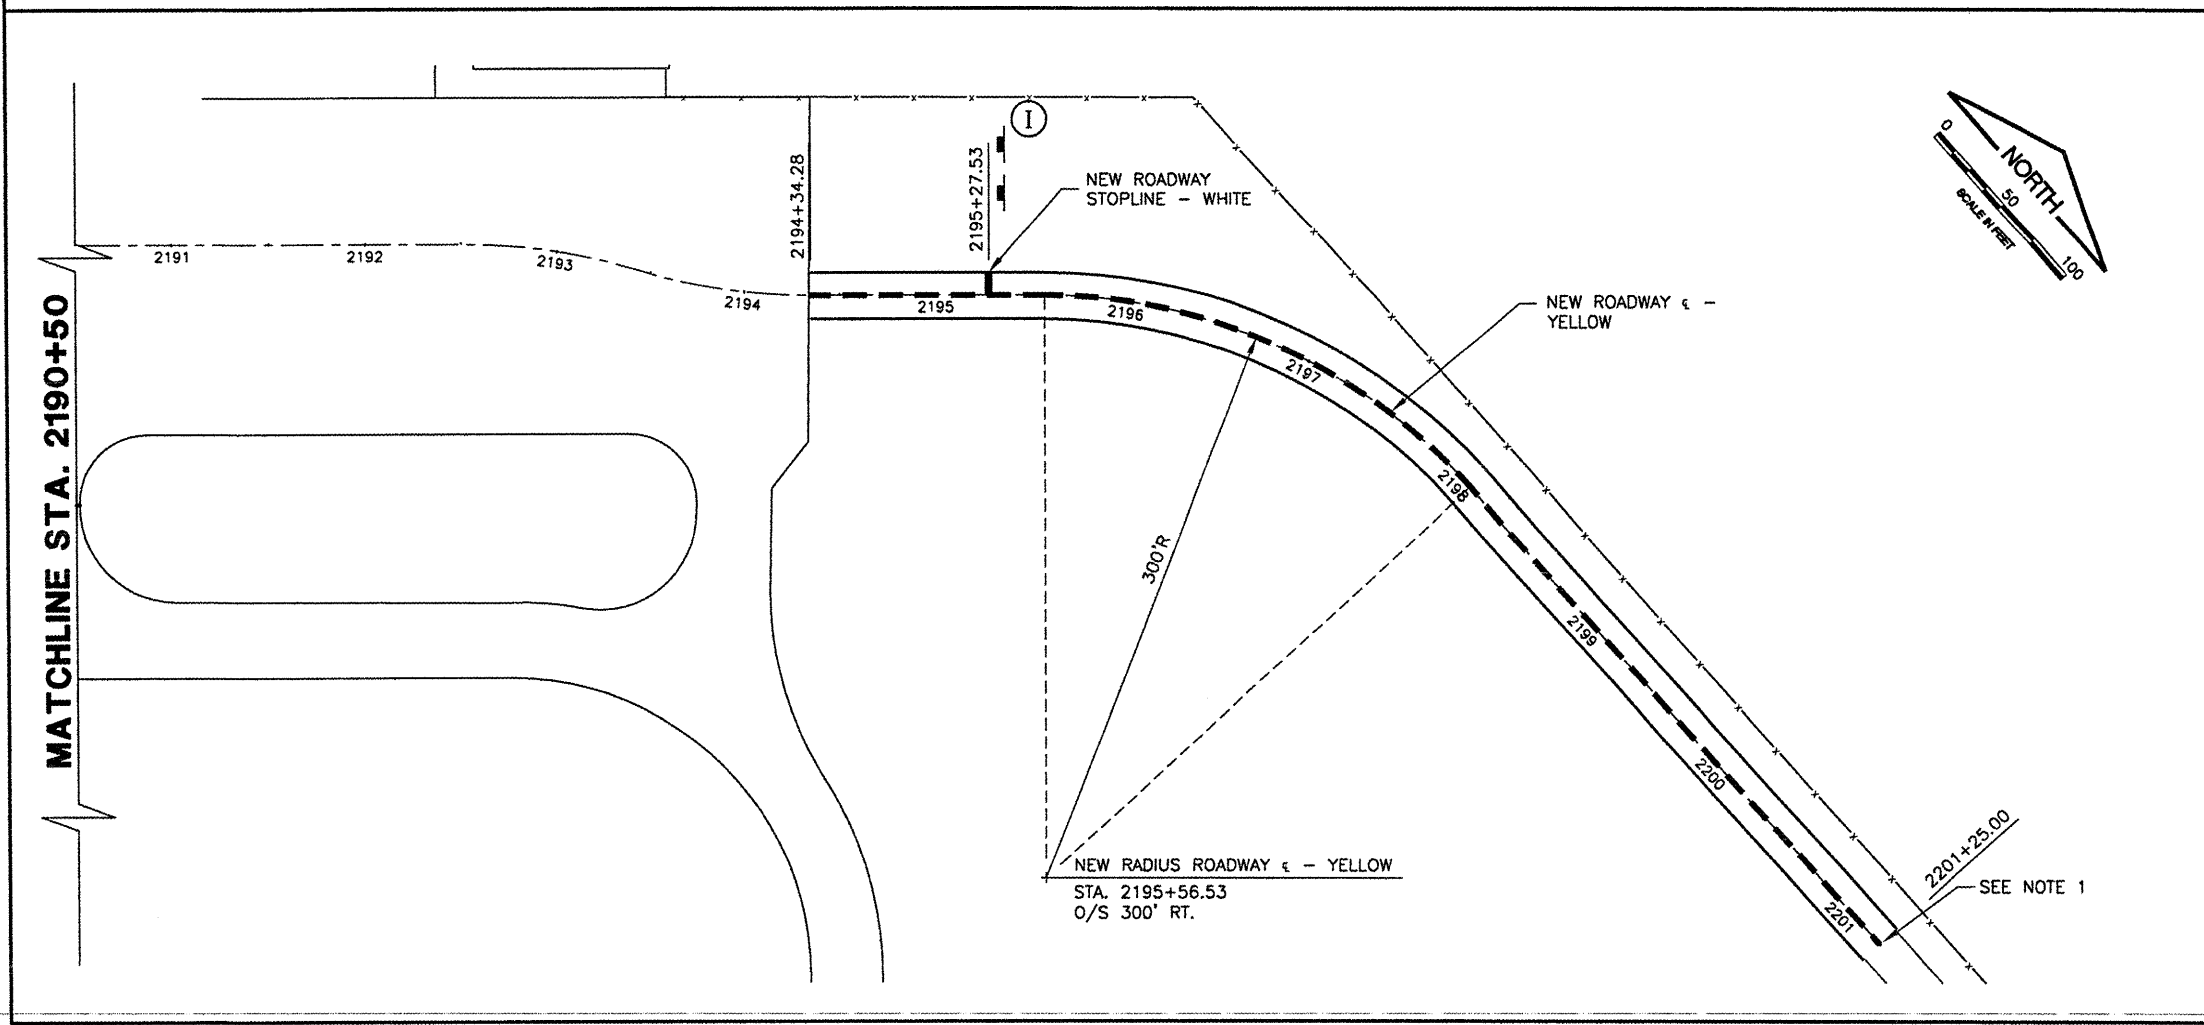 MATCHLINE STA. 2190+50
2191
2192
2193
2194
2194+34.28
2195
2195+27.53
I
NEW ROADWAY
STOPLINE – WHITE
2196
2197
2198
2199
2200
2201
NEW ROADWAY ℄ –
YELLOW
300'R
NEW RADIUS ROADWAY ℄ – YELLOW
STA. 2195+56.53
O/S 300' RT.
2201+25.00
SEE NOTE 1
NORTH
0
50
100
SCALE IN FEET